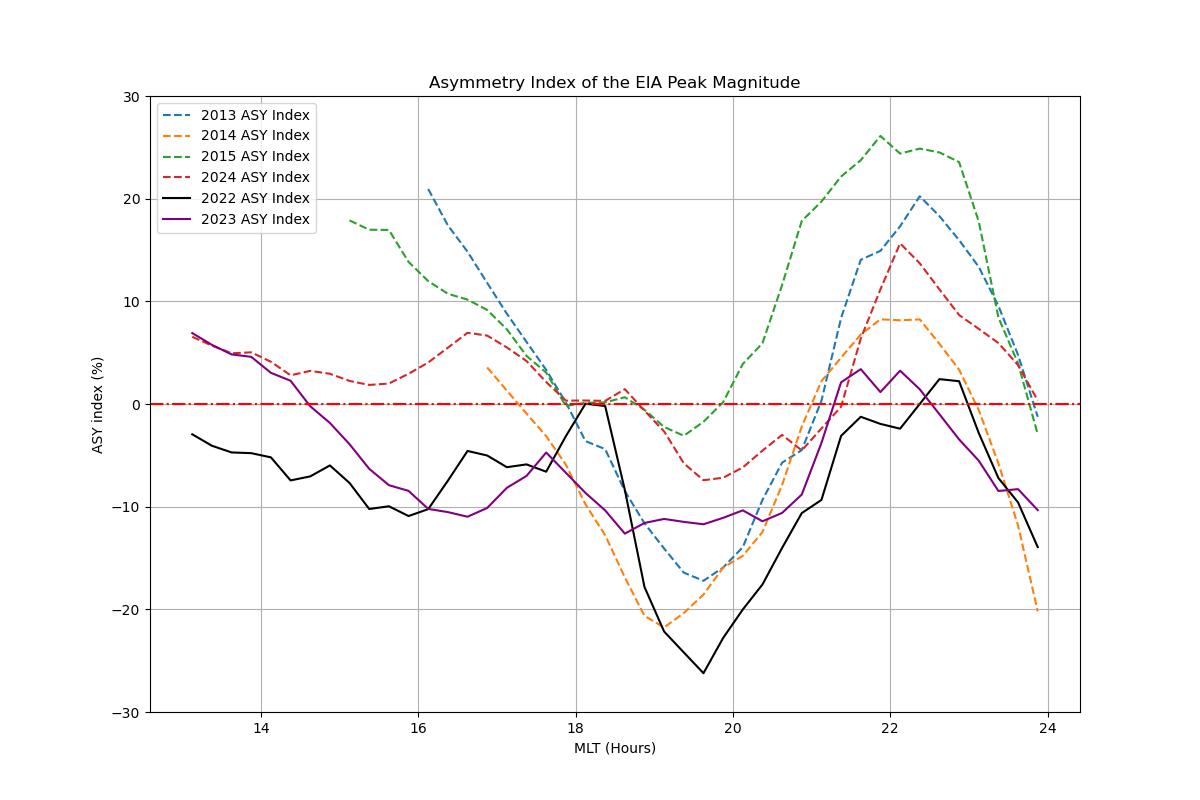 Asymmetry Index of the EIA Peak Magnitude
30
20
10
0
−10
−20
−30
ASY index (%)
2013 ASY Index
2014 ASY Index
2015 ASY Index
2024 ASY Index
2022 ASY Index
2023 ASY Index
14 16 18 20 22 24
MLT (Hours)